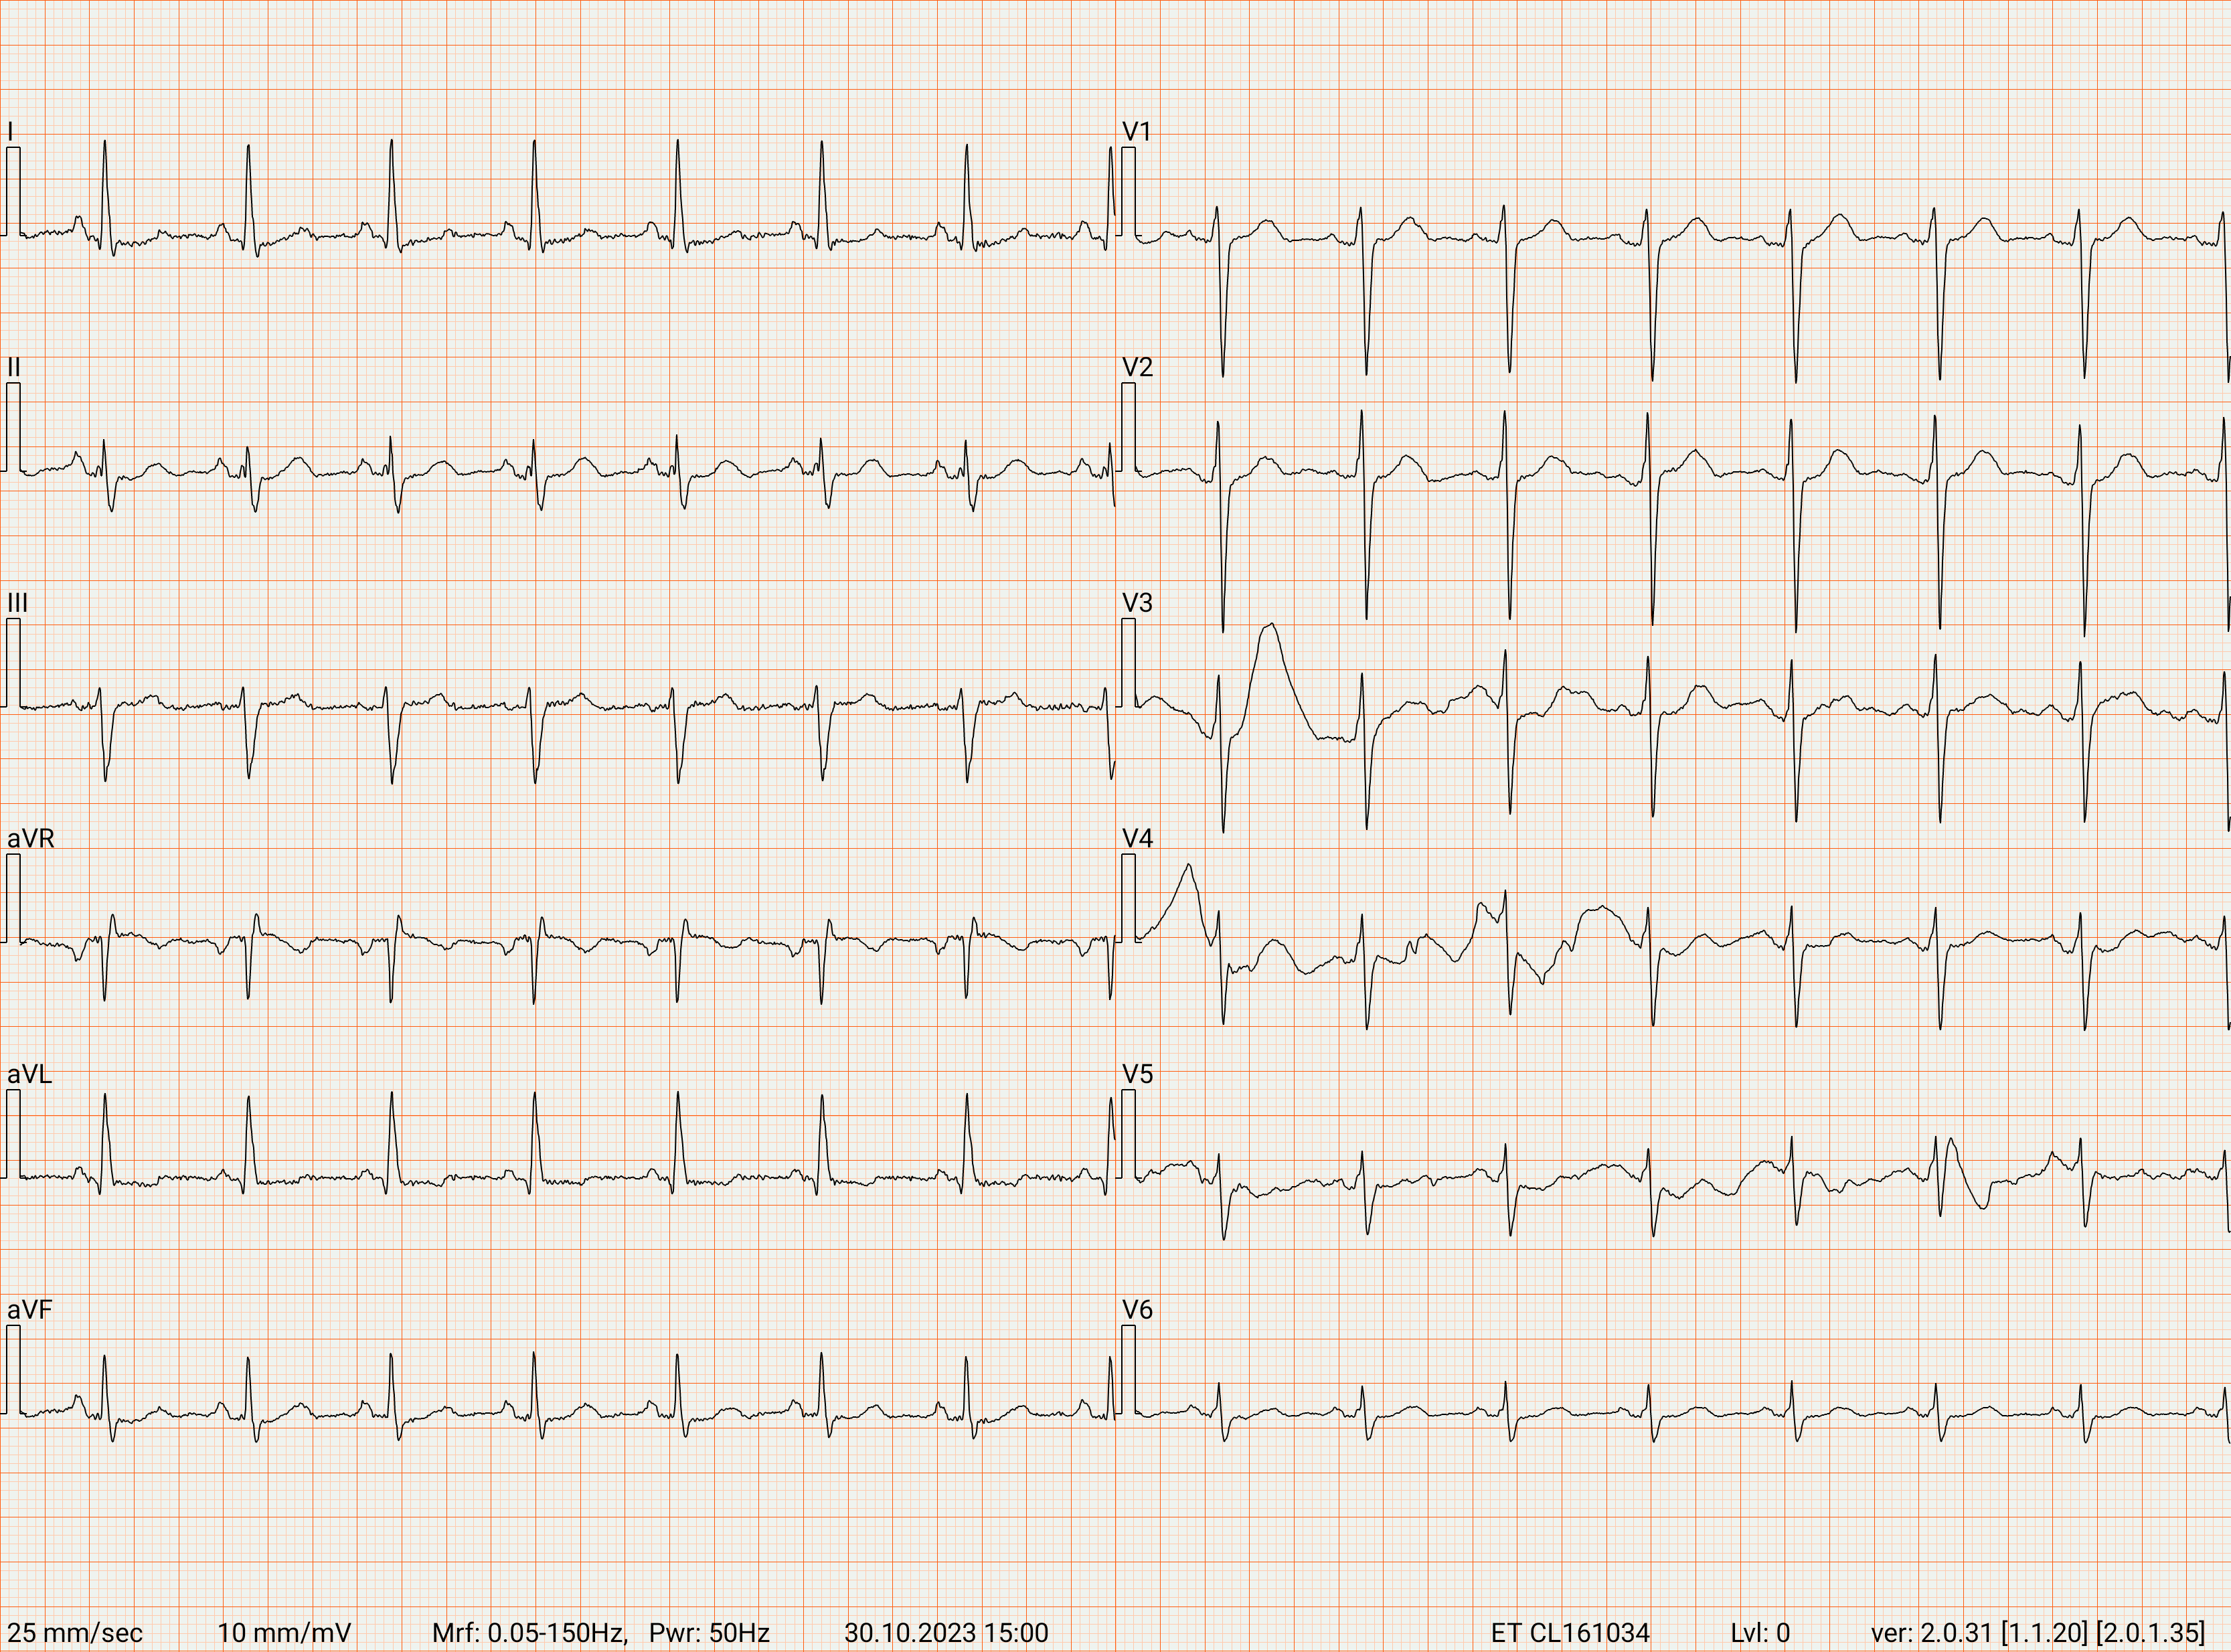 I
V1
II
V2
III
V3
aVR
V4
aVL
V5
aVF
V6
25 mm/sec 10 mm/mV Mrf: 0.05-150Hz, Pwr: 50Hz 30.10.2023 15:00 ET CL161034 Lvl: 0 ver: 2.0.31 [1.1.20] [2.0.1.35]